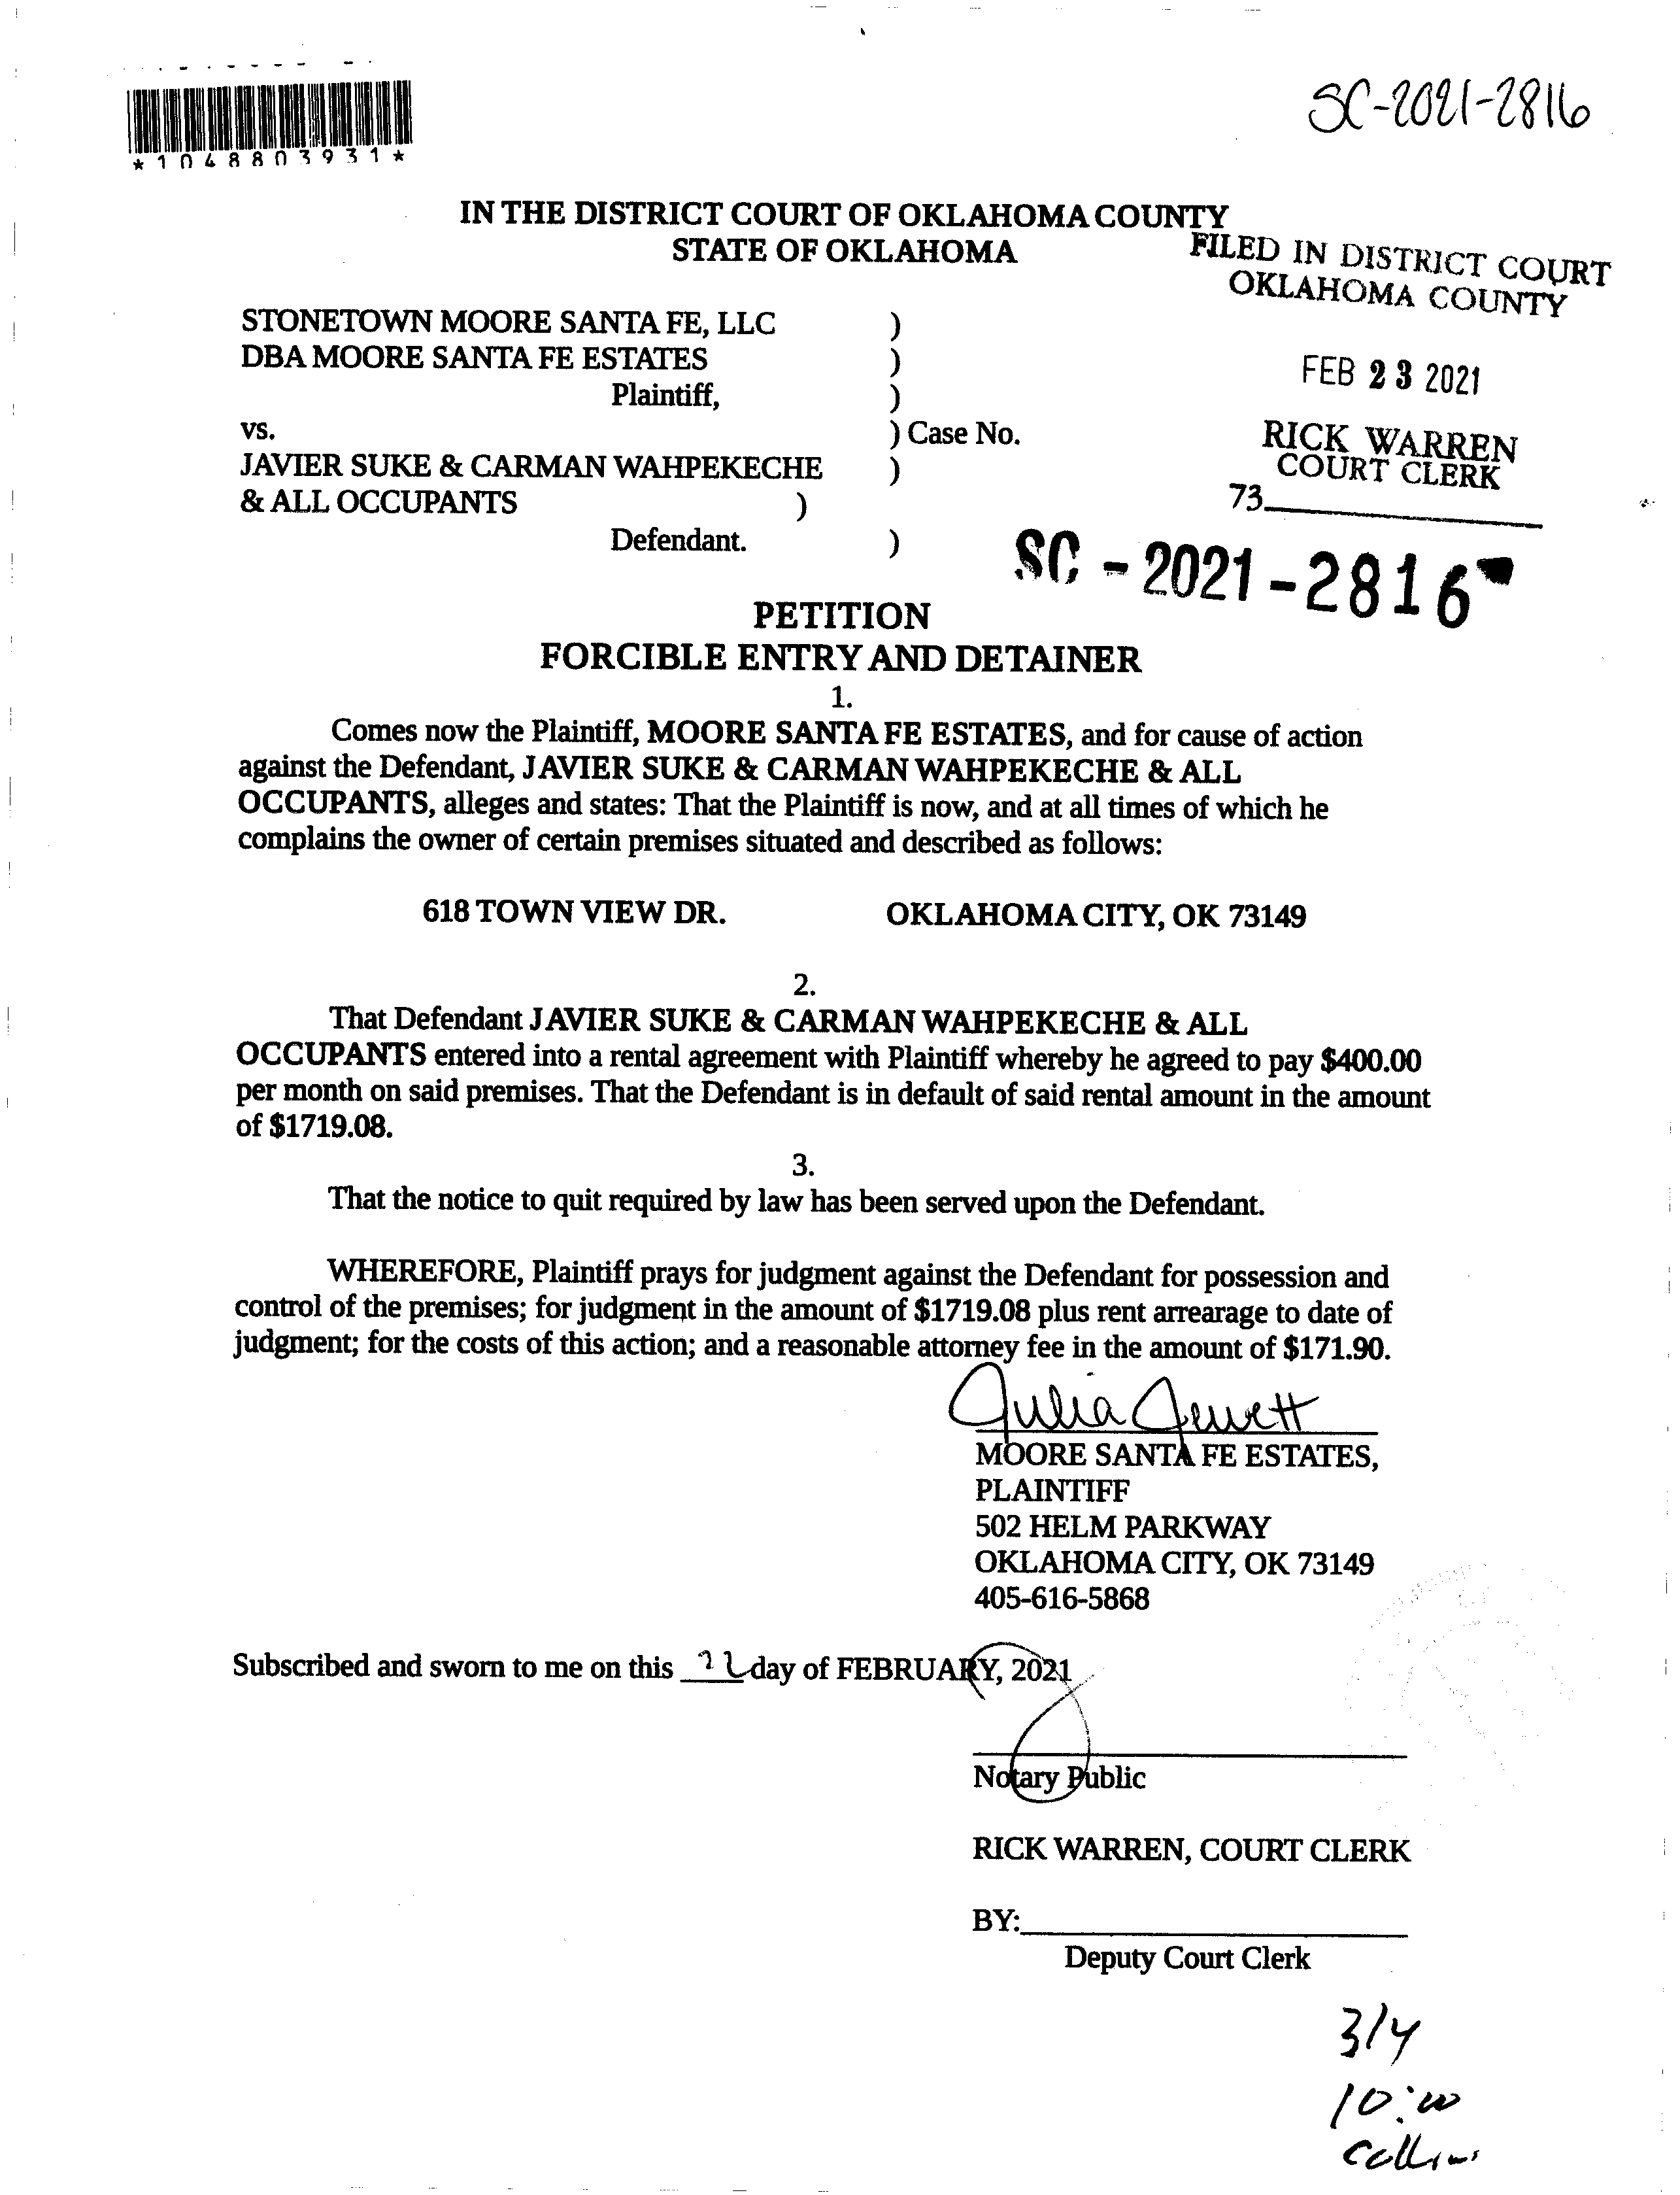 SC-2021-2816
*1048803931*
IN THE DISTRICT COURT OF OKLAHOMA COUNTY
STATE OF OKLAHOMA
FILED IN DISTRICT COURT
OKLAHOMA COUNTY
STONETOWN MOORE SANTA FE, LLC )
DBA MOORE SANTA FE ESTATES )
FEB 23 2021
Plaintiff, )
vs. ) Case No.
RICK WARREN
COURT CLERK
JAVIER SUKE & CARMAN WAHPEKECHE )
& ALL OCCUPANTS )
73
Defendant. )
SC - 2021 - 2816
PETITION
FORCIBLE ENTRY AND DETAINER
1.
Comes now the Plaintiff, MOORE SANTA FE ESTATES, and for cause of action
against the Defendant, JAVIER SUKE & CARMAN WAHPEKECHE & ALL
OCCUPANTS, alleges and states: That the Plaintiff is now, and at all times of which he
complains the owner of certain premises situated and described as follows:
618 TOWN VIEW DR. OKLAHOMA CITY, OK 73149
2.
That Defendant JAVIER SUKE & CARMAN WAHPEKECHE & ALL
OCCUPANTS entered into a rental agreement with Plaintiff whereby he agreed to pay $400.00
per month on said premises. That the Defendant is in default of said rental amount in the amount
of $1719.08.
3.
That the notice to quit required by law has been served upon the Defendant.
WHEREFORE, Plaintiff prays for judgment against the Defendant for possession and
control of the premises; for judgment in the amount of $1719.08 plus rent arrearage to date of
judgment; for the costs of this action; and a reasonable attorney fee in the amount of $171.90.
Julia Jewett
MOORE SANTA FE ESTATES,
PLAINTIFF
502 HELM PARKWAY
OKLAHOMA CITY, OK 73149
405-616-5868
Subscribed and sworn to me on this 22 day of FEBRUARY, 2021
Notary Public
RICK WARREN, COURT CLERK
BY:
Deputy Court Clerk
3/4
10:00
Collins